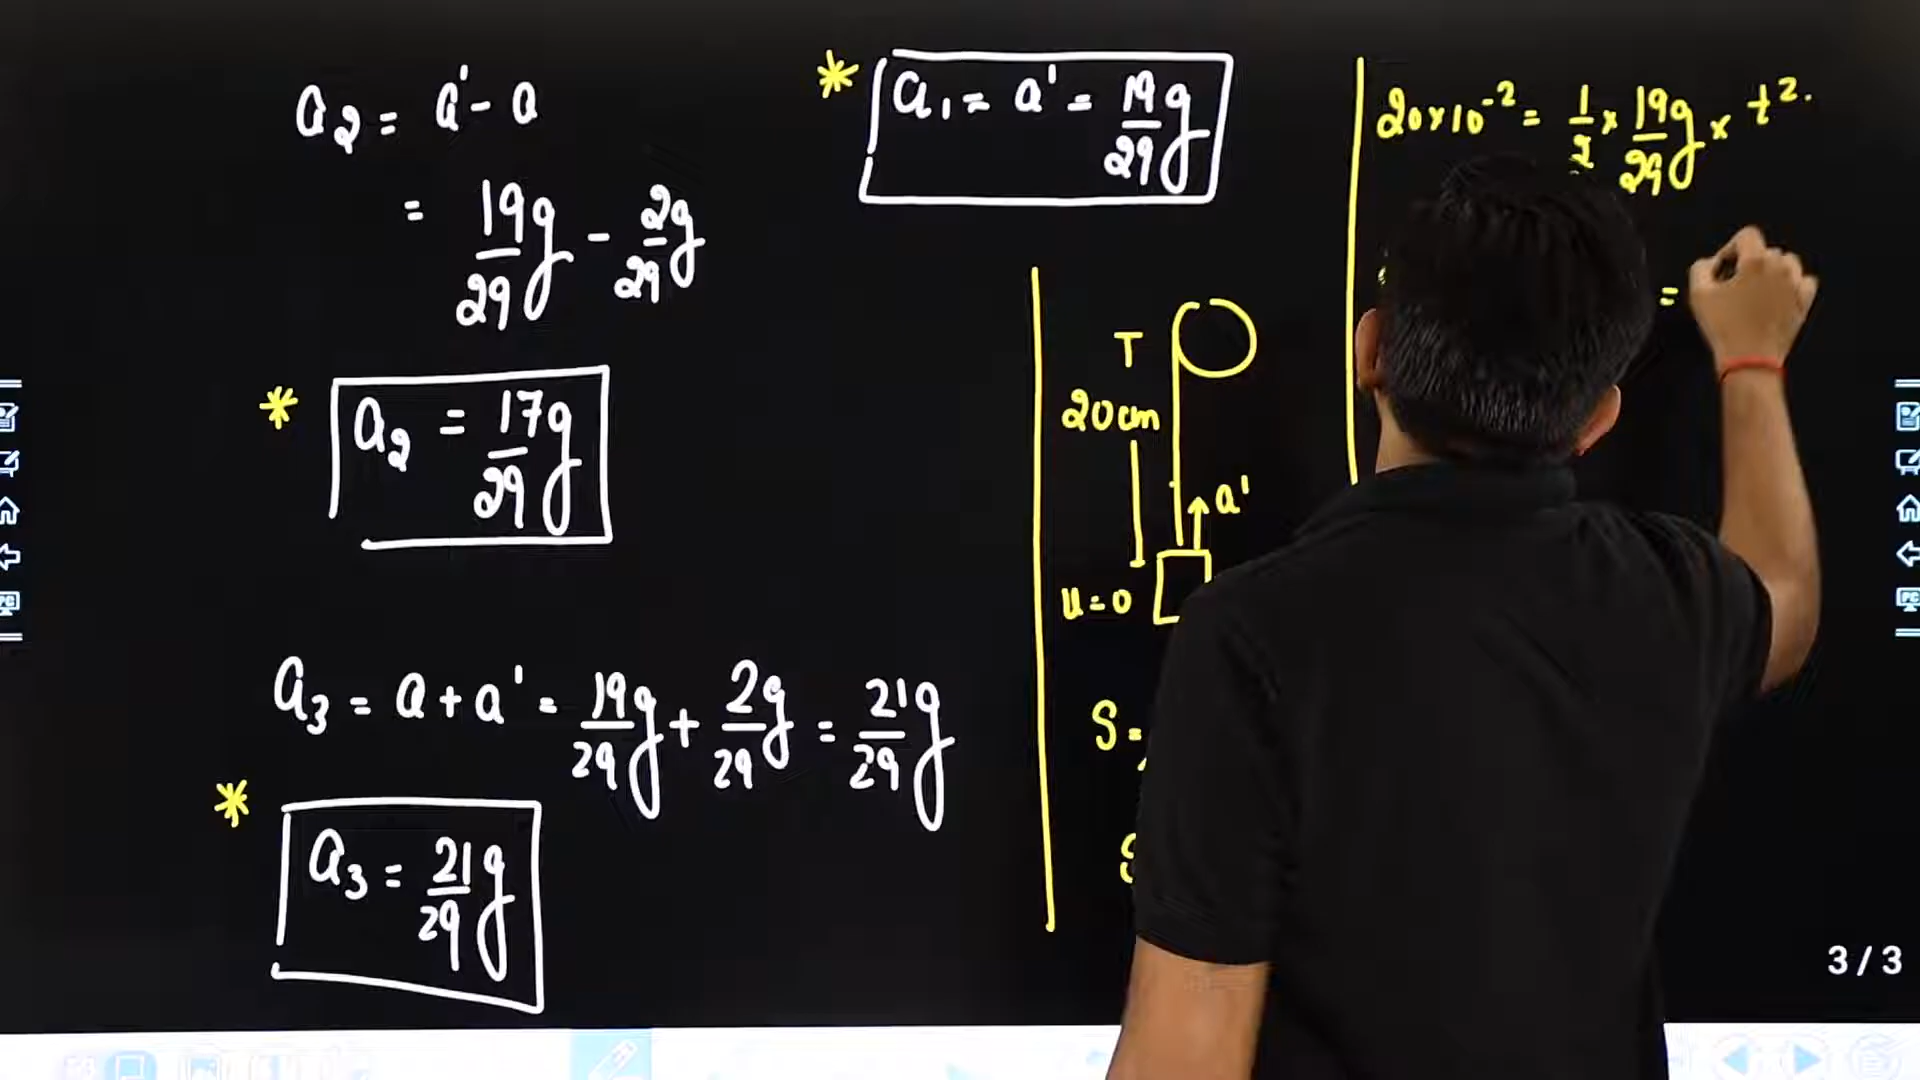 a₂ = a' - a
= 19g/29 - 2g/29
* a₂ = 17g/29
a₃ = a + a' = 19g/29 + 2g/29 = 21g/29
* a₃ = 21g/29
* a₁ = a' = 19g/29
T
20cm
a'
u=0
S =
20×10⁻² = 1/2 × 19g/29 × t².
=
3 / 3